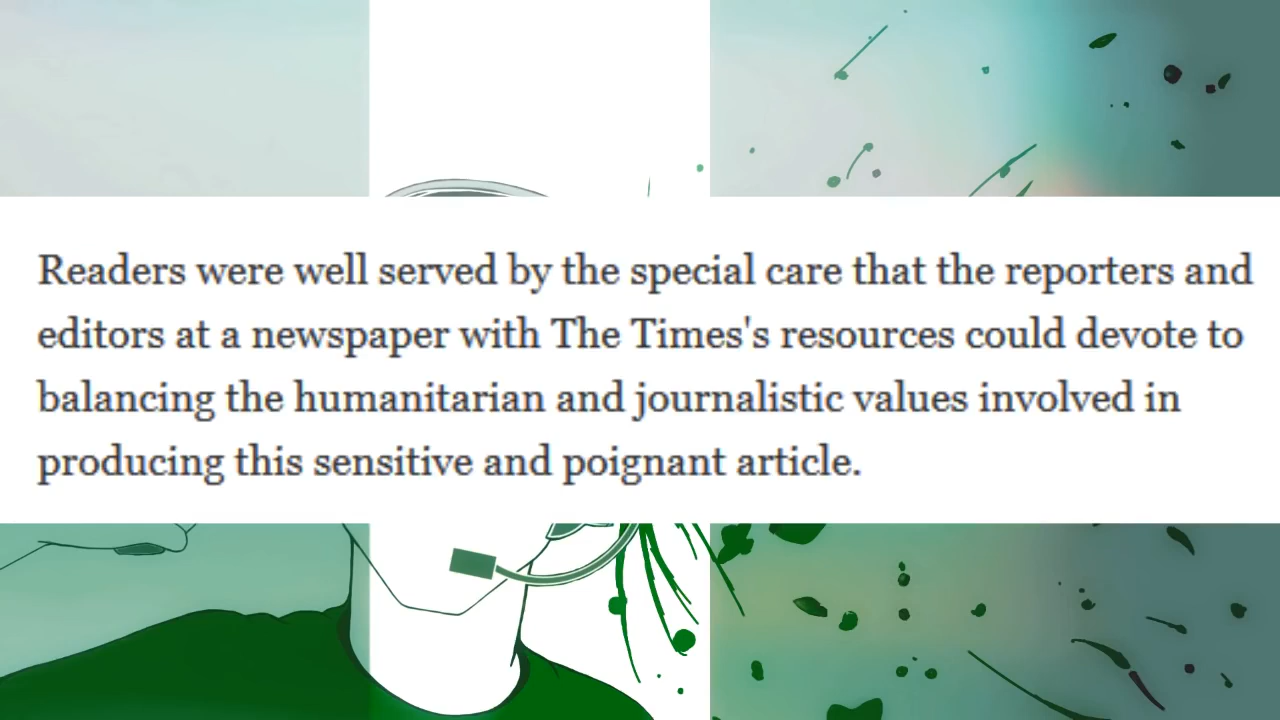 Readers were well served by the special care that the reporters and
editors at a newspaper with The Times's resources could devote to
balancing the humanitarian and journalistic values involved in
producing this sensitive and poignant article.